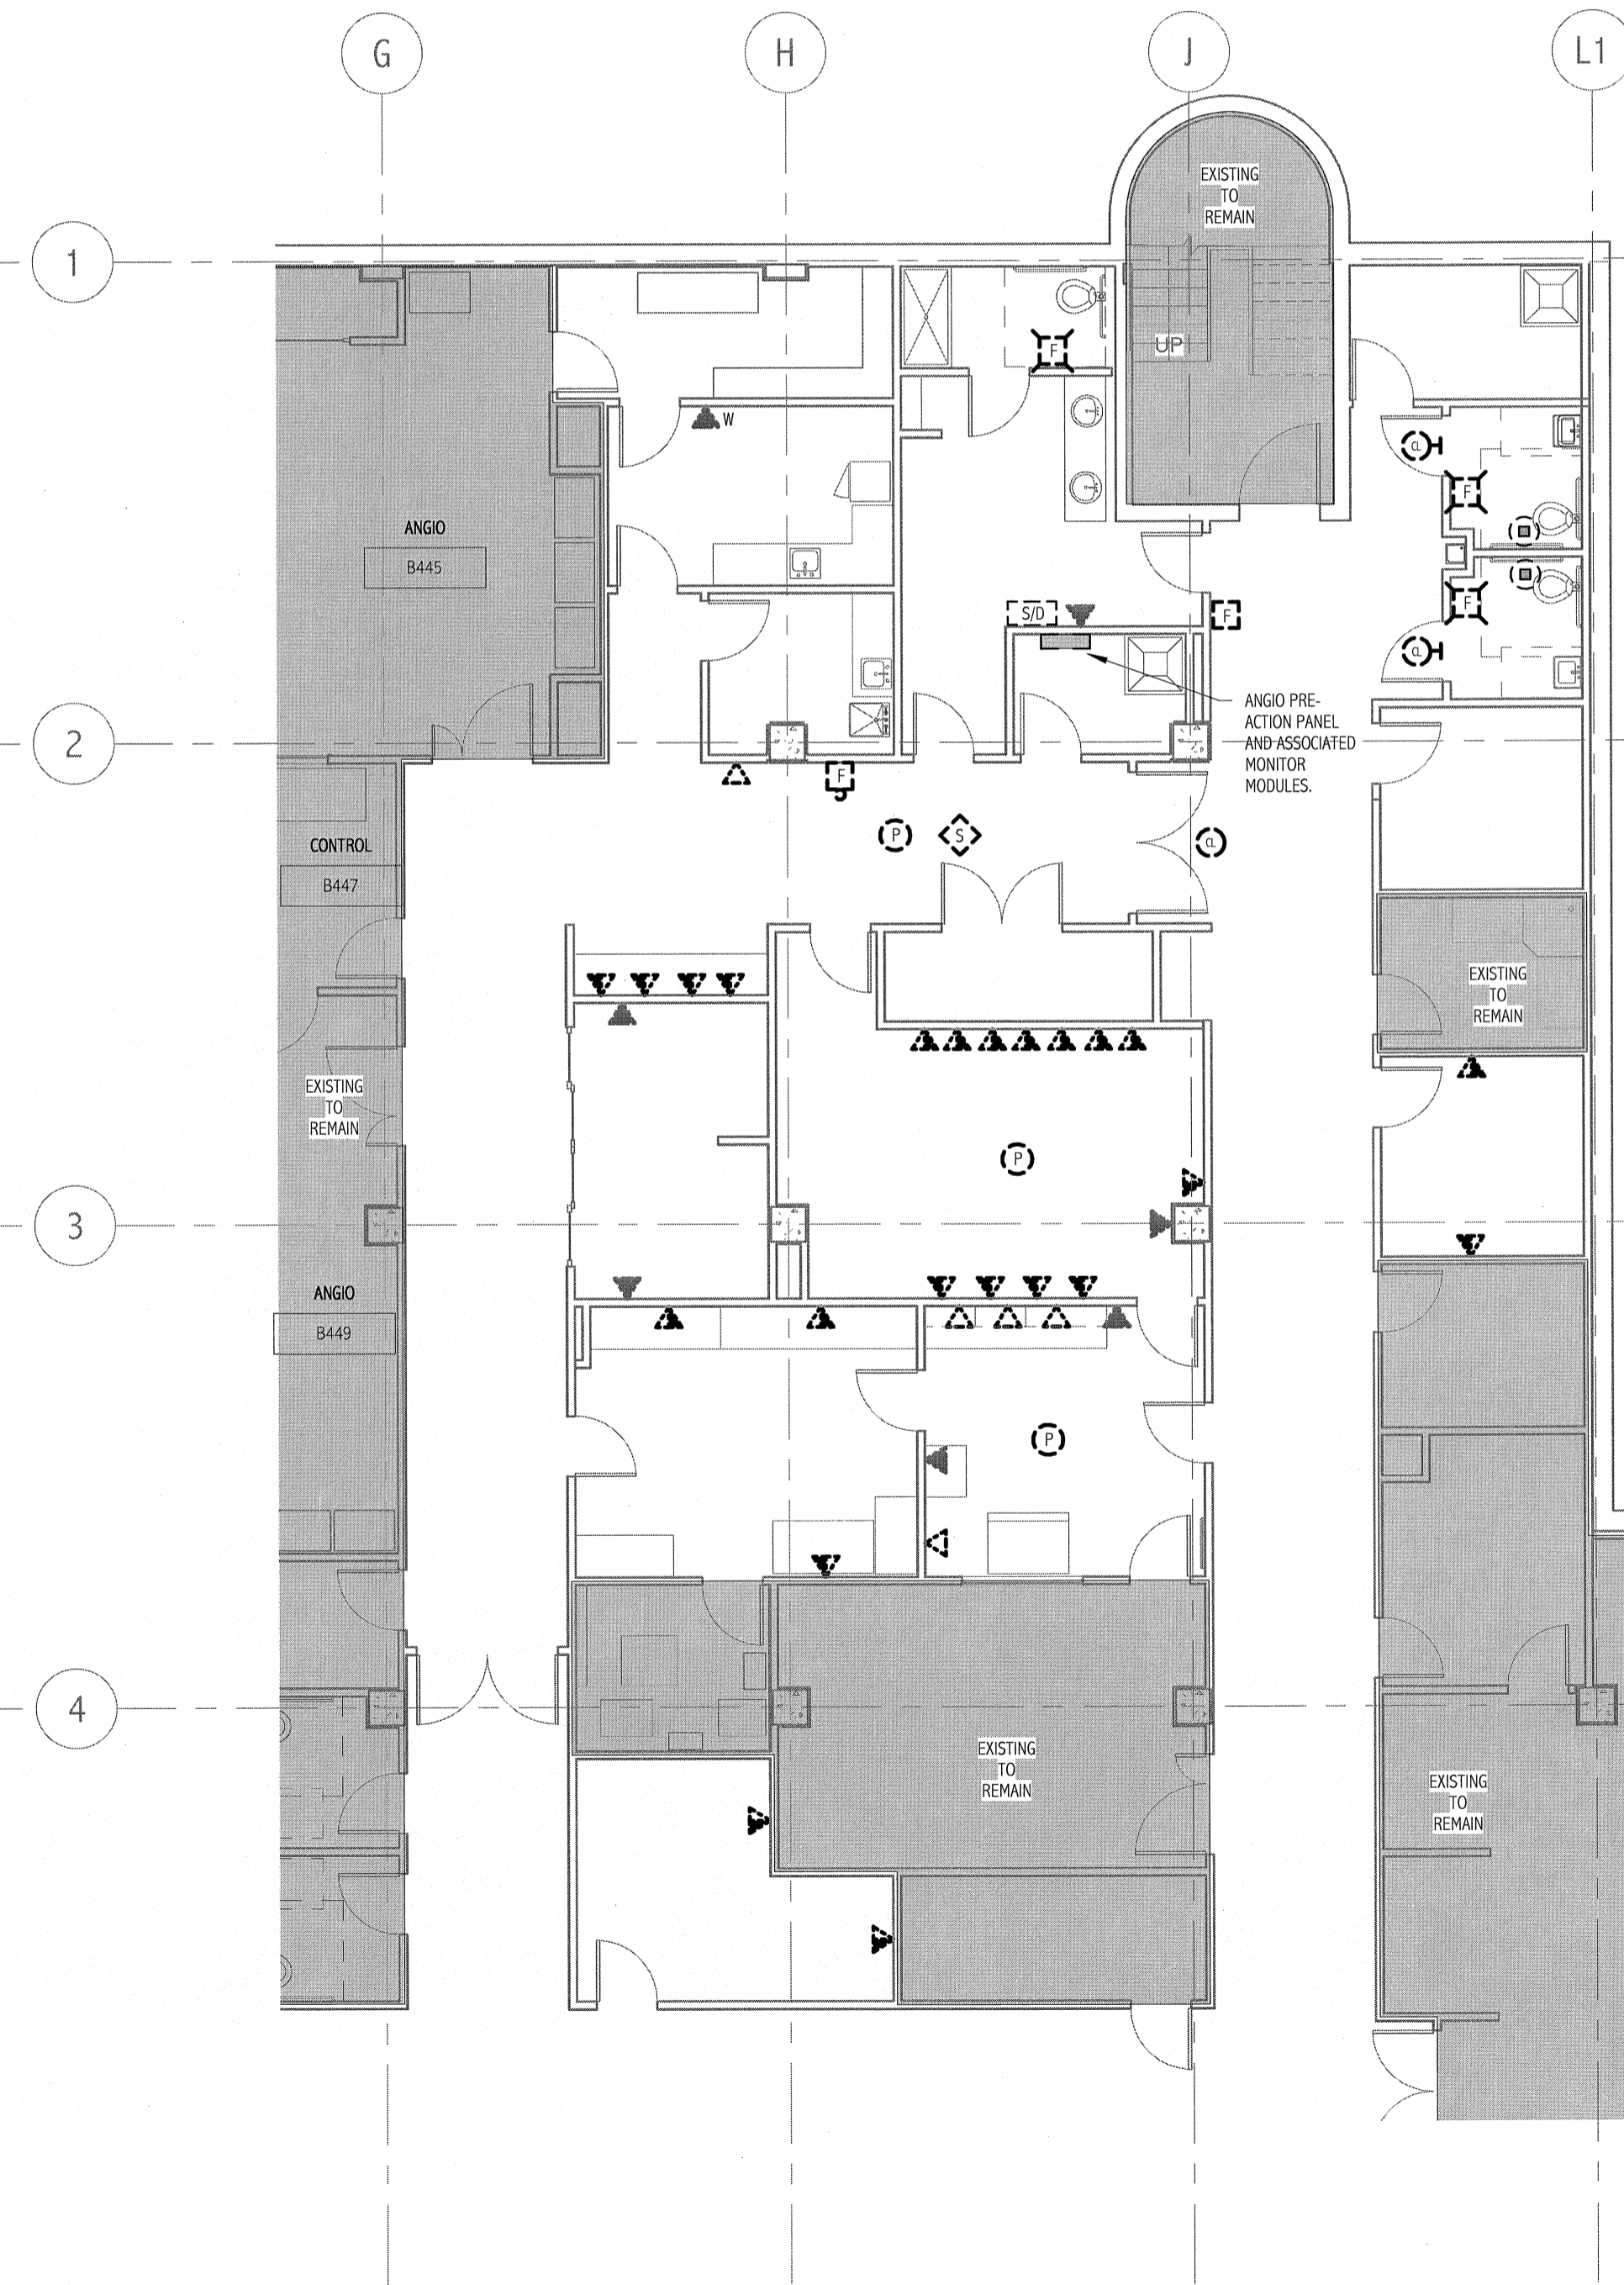 G
H
J
L1
EXISTING
TO
REMAIN
1
UP
F
W
CL
F
ANGIO
B445
F
S/D
F
CL
ANGIO PRE-
ACTION PANEL
AND ASSOCIATED
MONITOR
MODULES.
2
F
P
S
CL
CONTROL
B447
EXISTING
TO
REMAIN
EXISTING
TO
REMAIN
P
3
ANGIO
B449
P
4
EXISTING
TO
REMAIN
EXISTING
TO
REMAIN